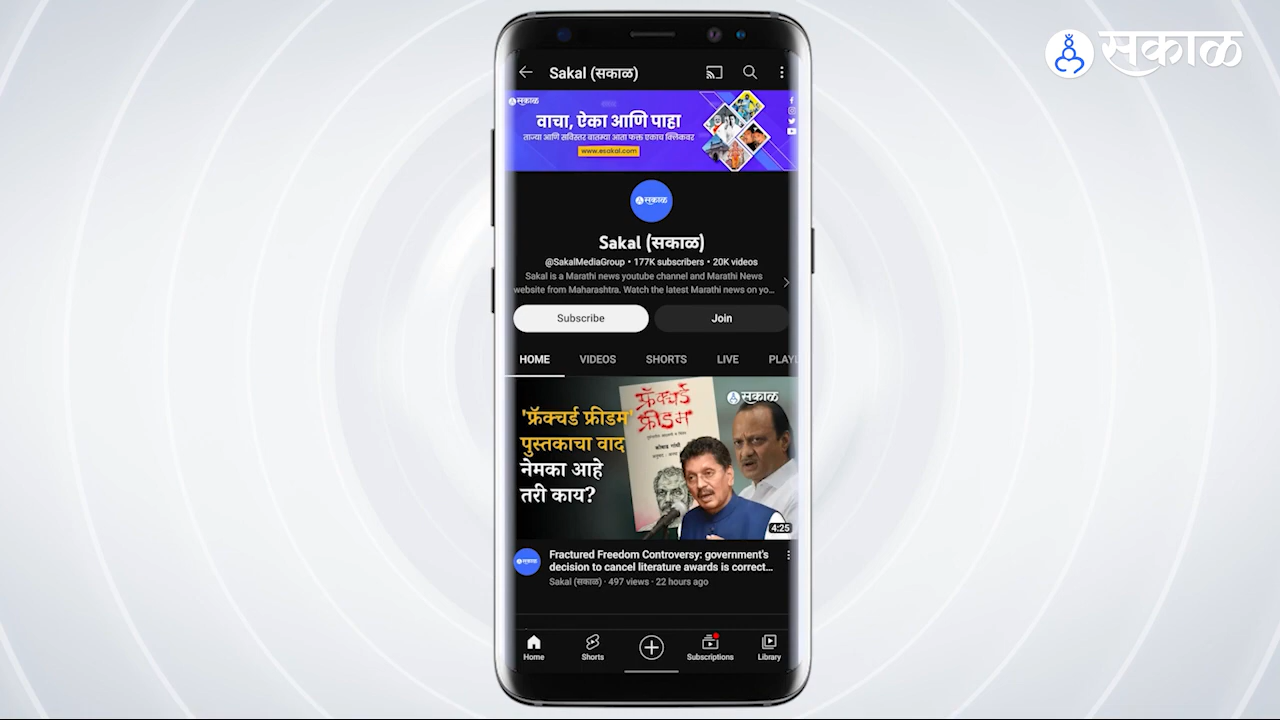 सकाळ
Sakal (सकाळ)
सकाळ
वाचा, ऐका आणि पाहा
ताज्या आणि सविस्तर बातम्या आता फक्त एकाच क्लिकवर
www.esakal.com
सकाळ
Sakal (सकाळ)
@SakalMediaGroup • 177K subscribers • 20K videos
Sakal is a Marathi news youtube channel and Marathi News
website from Maharashtra. Watch the latest Marathi news on yo...
Subscribe
Join
HOME VIDEOS SHORTS LIVE PLAYL
'फ्रॅक्चर्ड फ्रीडम'
पुस्तकाचा वाद
नेमका आहे
तरी काय?
फ्रॅक्चर्ड
फ्रीडम
कोबाड गांधी
सकाळ
4:25
सकाळ
Fractured Freedom Controversy: government's
decision to cancel literature awards is correct...
Sakal (सकाळ) · 497 views · 22 hours ago
Home Shorts Subscriptions Library